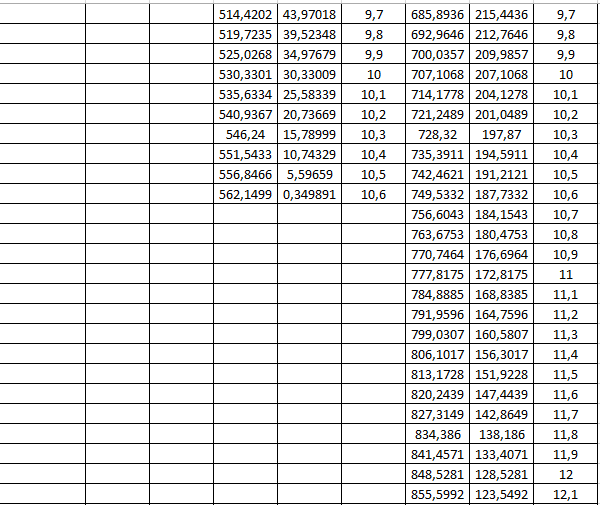 514,4202 43,97018 9,7 685,8936 215,4436 9,7
519,7235 39,52348 9,8 692,9646 212,7646 9,8
525,0268 34,97679 9,9 700,0357 209,9857 9,9
530,3301 30,33009 10 707,1068 207,1068 10
535,6334 25,58339 10,1 714,1778 204,1278 10,1
540,9367 20,73669 10,2 721,2489 201,0489 10,2
546,24 15,78999 10,3 728,32 197,87 10,3
551,5433 10,74329 10,4 735,3911 194,5911 10,4
556,8466 5,59659 10,5 742,4621 191,2121 10,5
562,1499 0,349891 10,6 749,5332 187,7332 10,6
756,6043 184,1543 10,7
763,6753 180,4753 10,8
770,7464 176,6964 10,9
777,8175 172,8175 11
784,8885 168,8385 11,1
791,9596 164,7596 11,2
799,0307 160,5807 11,3
806,1017 156,3017 11,4
813,1728 151,9228 11,5
820,2439 147,4439 11,6
827,3149 142,8649 11,7
834,386 138,186 11,8
841,4571 133,4071 11,9
848,5281 128,5281 12
855,5992 123,5492 12,1